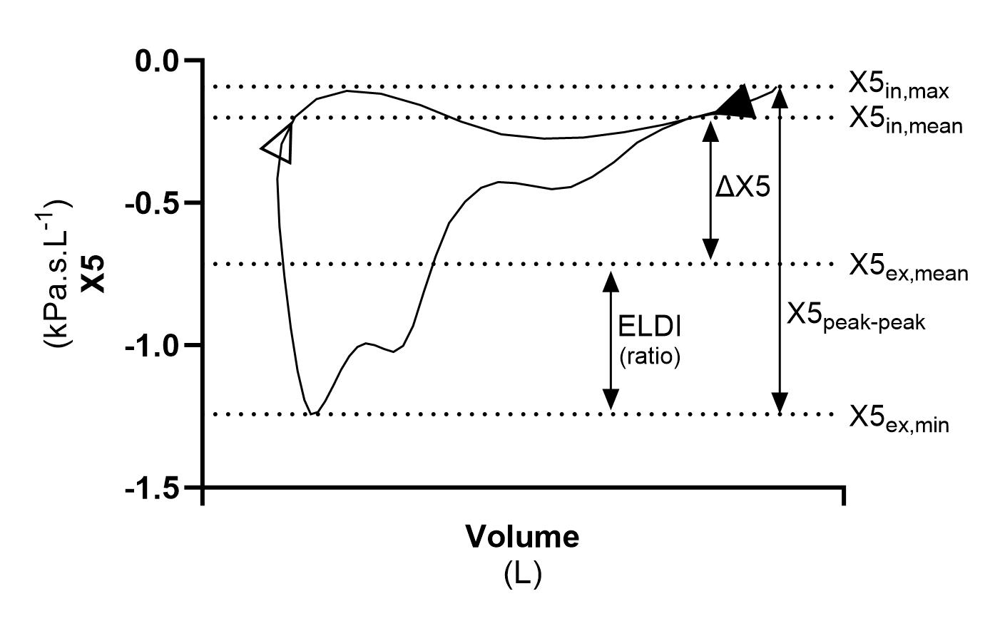 0.0
-0.5
-1.0
-1.5
X5
(kPa.s.L-1)
Volume
(L)
X5in,max
X5in,mean
ΔX5
X5ex,mean
X5peak-peak
ELDI
(ratio)
X5ex,min